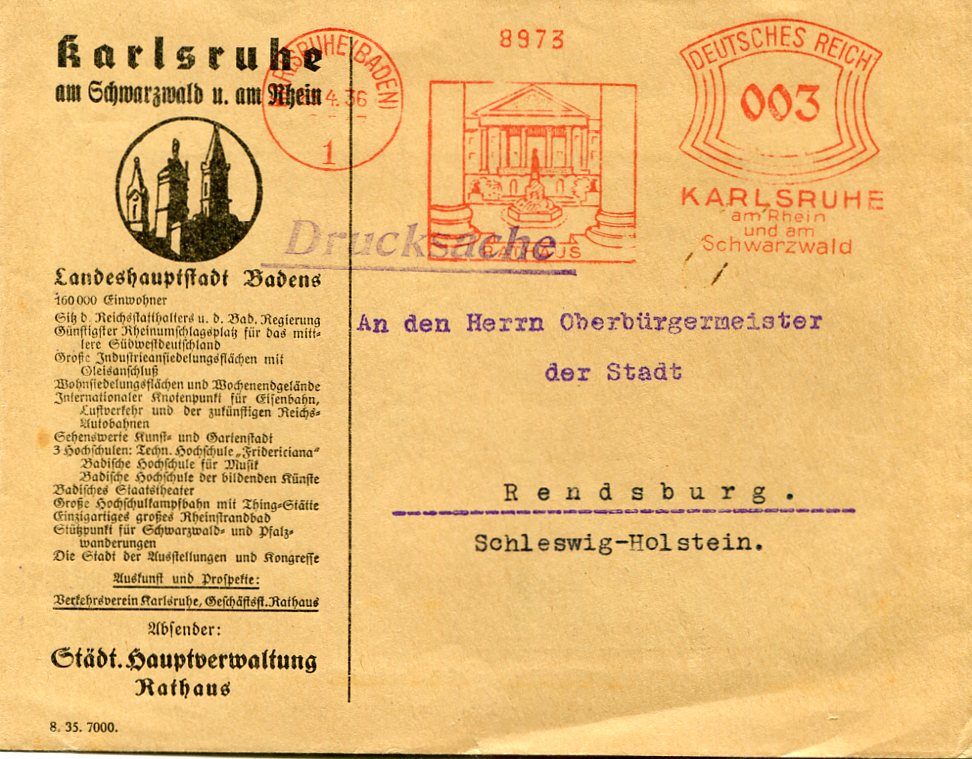 Karlsruhe
am Schwarzwald u. am Rhein
Landeshauptstadt Badens
160000 Einwohner
Sitz d. Reichsstatthalters u. d. Bad. Regierung
Günstigster Rheinumschlagsplatz für das mitt-
lere Südwestdeutschland
Große Industrieansiedelungsflächen mit
Gleisanschluß
Wohnsiedelungsflächen und Wochenendgelände
Internationaler Knotenpunkt für Eisenbahn,
Luftverkehr und der zukünftigen Reichs-
Autobahnen
Sehenswerte Kunst- und Gartenstadt
3 Hochschulen: Techn. Hochschule „Fridericiana"
Badische Hochschule für Musik
Badische Hochschule der bildenden Künste
Badisches Staatstheater
Große Hochschulkampfbahn mit Thing-Stätte
Einzigartiges großes Rheinstrandbad
Stützpunkt für Schwarzwald- und Pfalz-
wanderungen
Die Stadt der Ausstellungen und Kongresse
Auskunft und Prospekte:
Verkehrsverein Karlsruhe, Geschäftsst. Rathaus
Absender:
Städt. Hauptverwaltung
Rathaus
8. 35. 7000.
KARLSRUHE (BADEN)
4.36
1
8973
RATHAUS
DEUTSCHES REICH
003
KARLSRUHE
am Rhein
und am
Schwarzwald
Drucksache
An den Herrn Oberbürgermeister
der Stadt
Rendsburg.
Schleswig-Holstein.